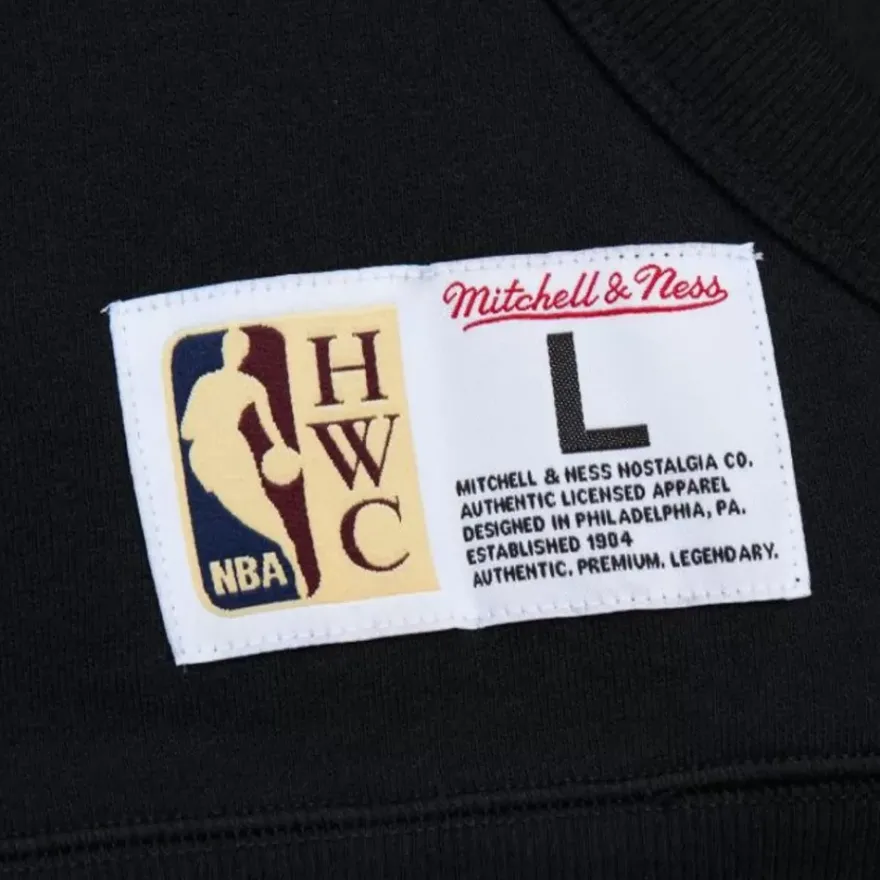 NBA
H
W
C
Mitchell & Ness
L
MITCHELL & NESS NOSTALGIA CO.
AUTHENTIC LICENSED APPAREL
DESIGNED IN PHILADELPHIA, PA.
ESTABLISHED 1904
AUTHENTIC. PREMIUM. LEGENDARY.